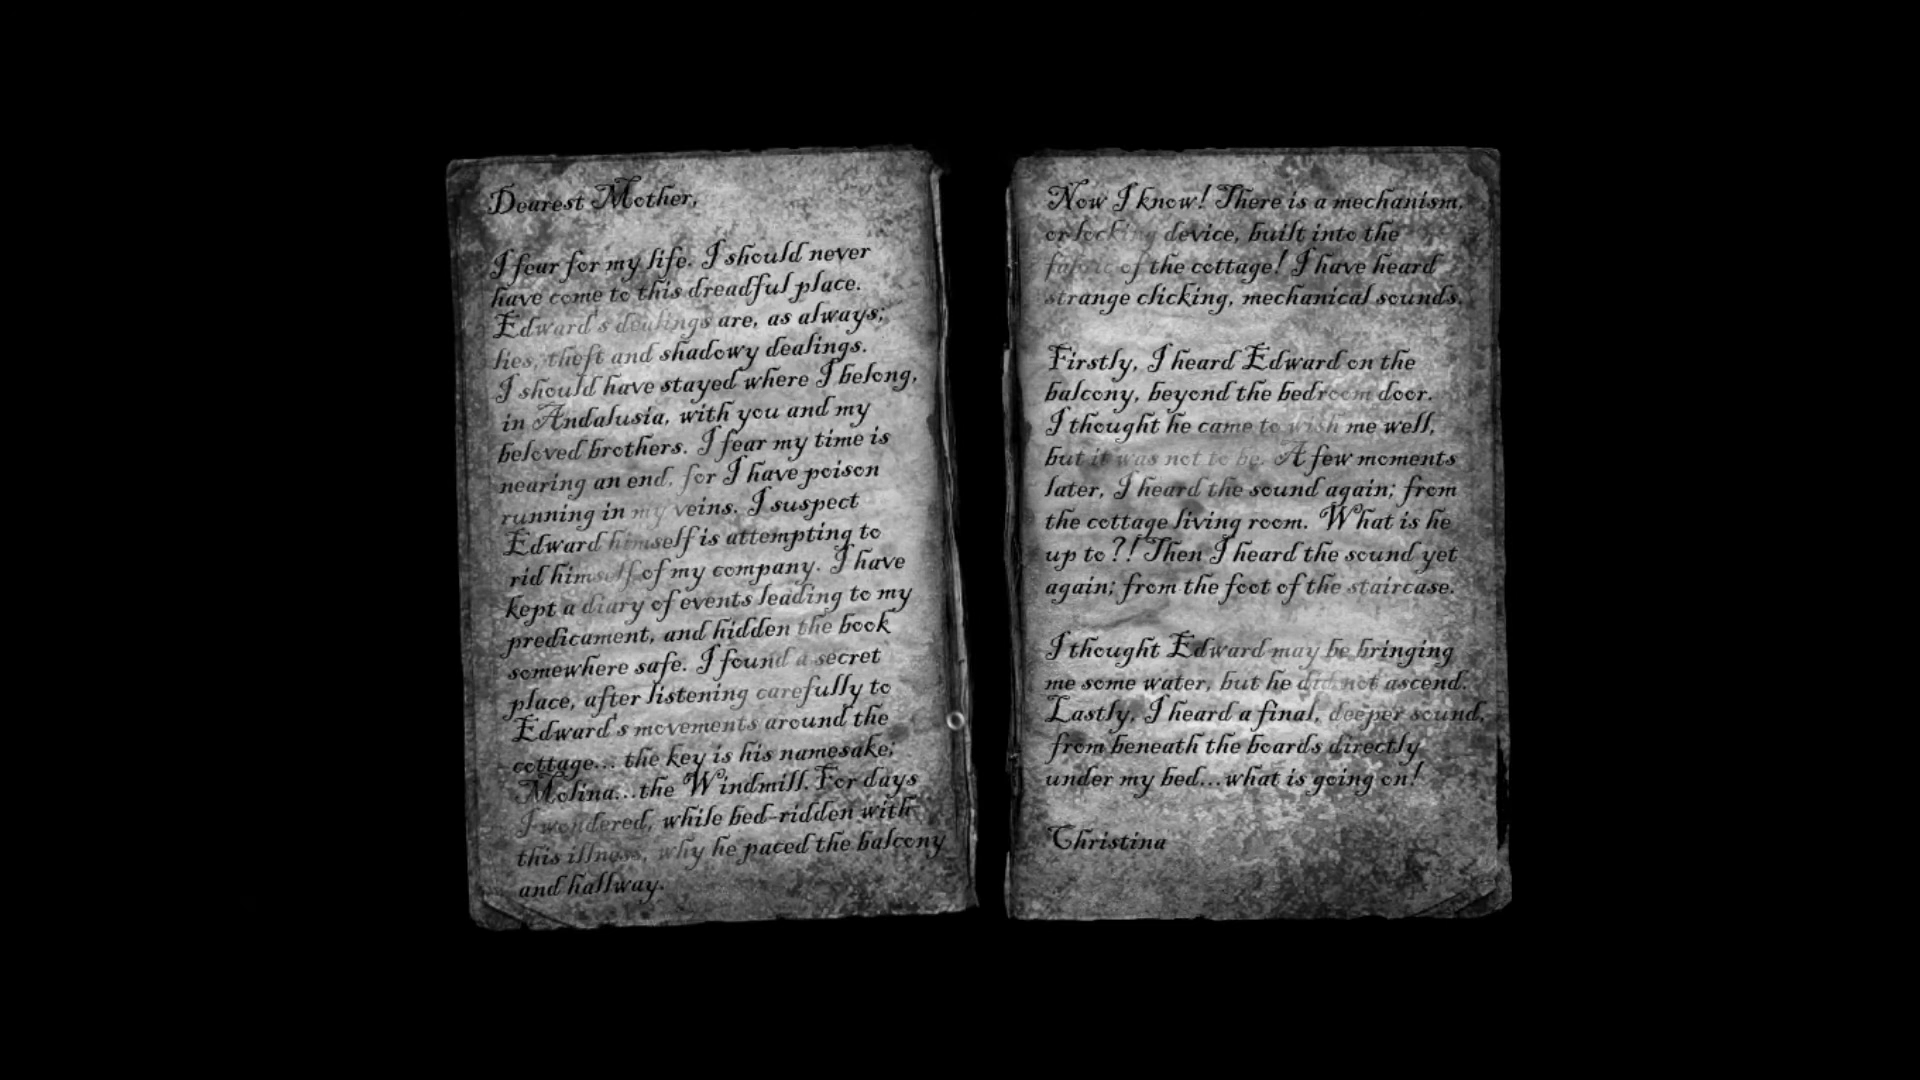 Dearest Mother,
I fear for my life. I should never
have come to this dreadful place.
Edward's dealings are, as always;
lies, theft and shadowy dealings.
I should have stayed where I belong,
in Andalusia, with you and my
beloved brothers. I fear my time is
nearing an end, for I have poison
running in my veins. I suspect
Edward himself is attempting to
rid himself of my company. I have
kept a diary of events leading to my
predicament, and hidden the book
somewhere safe. I found a secret
place, after listening carefully to
Edward's movements around the
cottage... the key is his namesake;
Molina...the Windmill. For days
I wondered, while bed-ridden with
this illness, why he paced the balcony
and hallway.
Now I know! There is a mechanism,
or locking device, built into the
fabric of the cottage! I have heard
strange clicking, mechanical sounds.
Firstly, I heard Edward on the
balcony, beyond the bedroom door.
I thought he came to wish me well,
but it was not to be. A few moments
later, I heard the sound again; from
the cottage living room. What is he
up to?! Then I heard the sound yet
again; from the foot of the staircase.
I thought Edward may be bringing
me some water, but he did not ascend.
Lastly, I heard a final, deeper sound,
from beneath the boards directly
under my bed...what is going on!
Christina